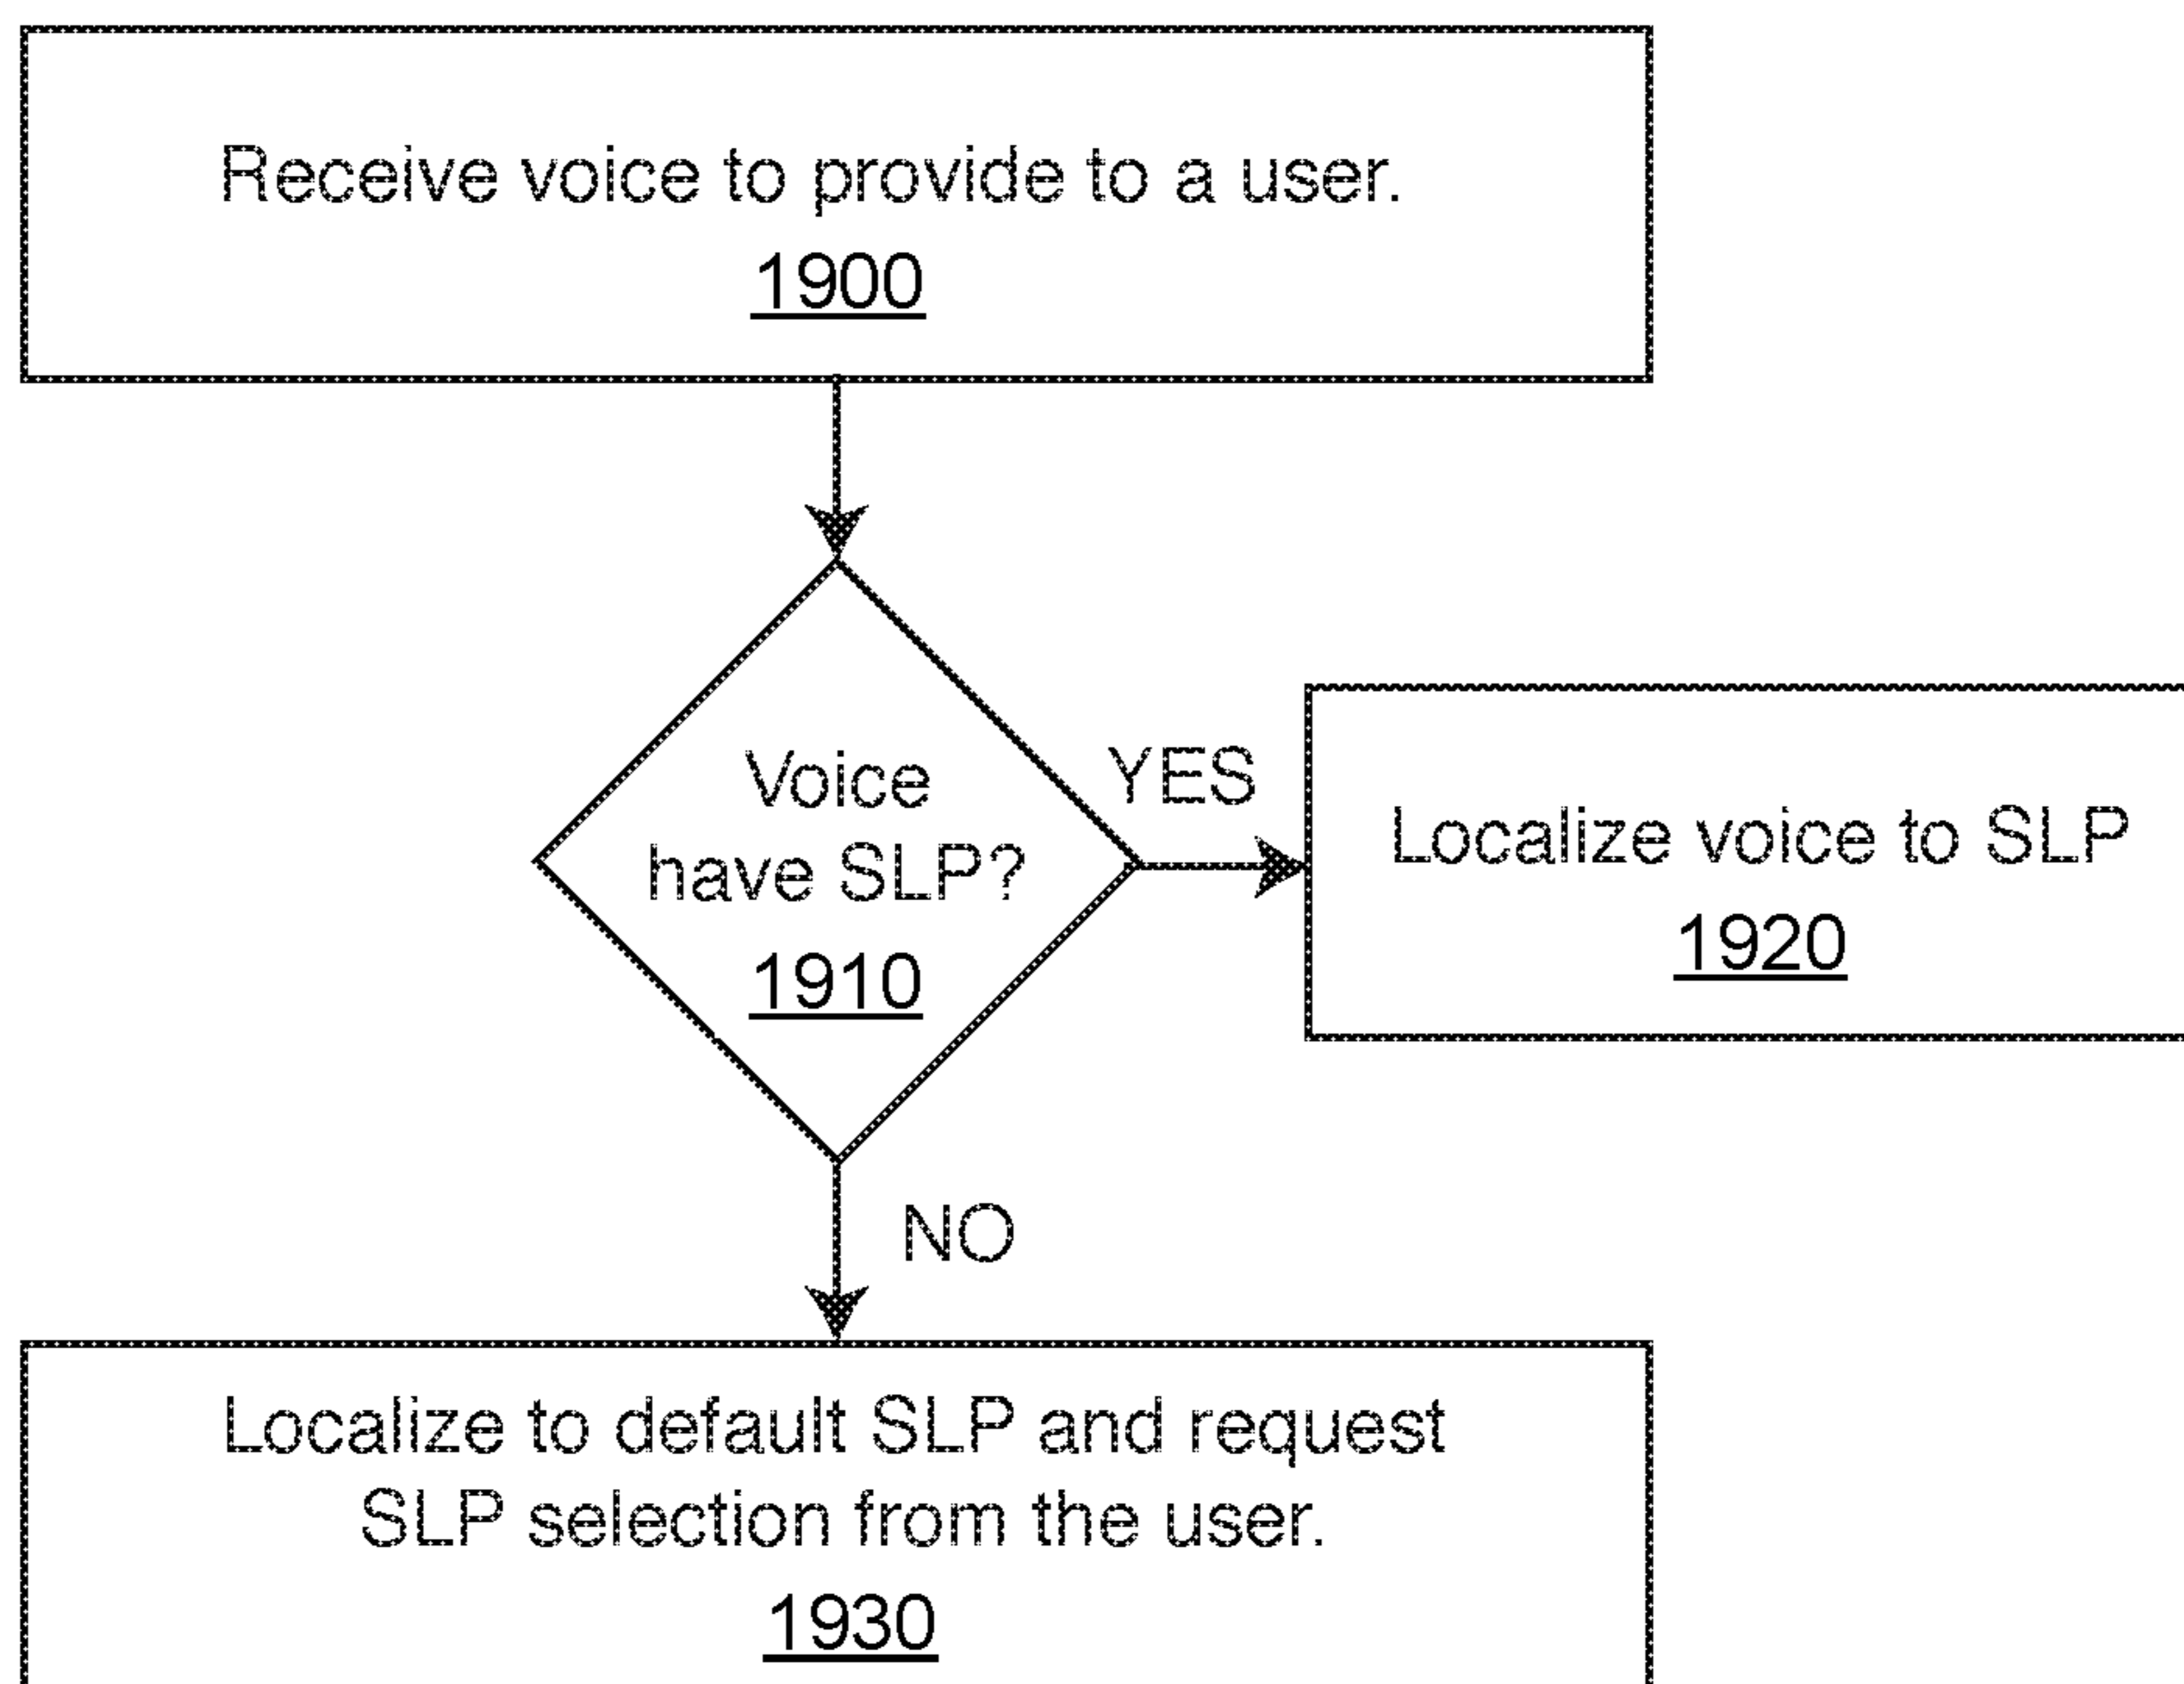 Receive voice to provide to a user.
1900
Voice
have SLP?
1910
YES
Localize voice to SLP
1920
NO
Localize to default SLP and request
SLP selection from the user.
1930